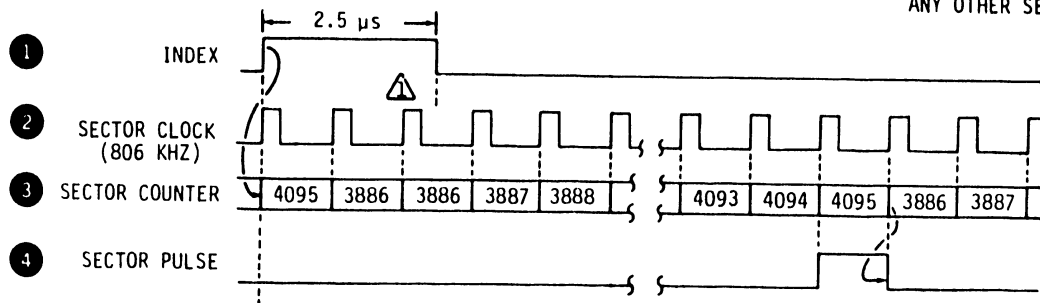 ANY OTHER SE
2.5 µs
1 INDEX
1
2 SECTOR CLOCK
(806 KHZ)
3 SECTOR COUNTER 4095 3886 3886 3887 3888 4093 4094 4095 3886 3887
4 SECTOR PULSE